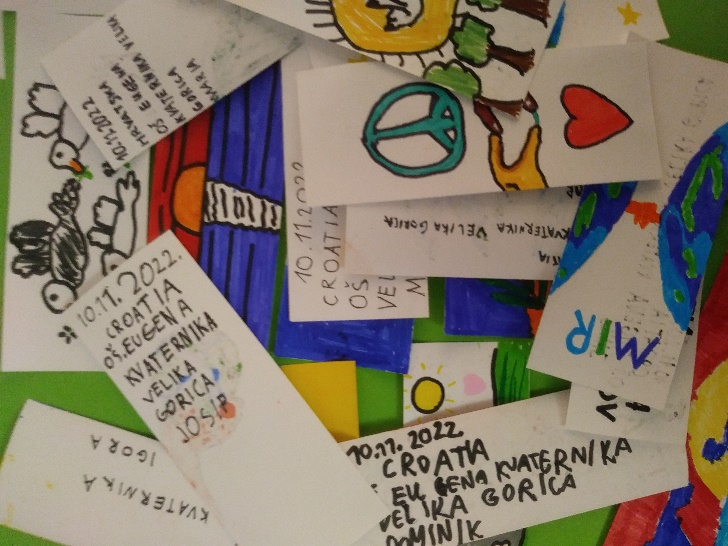 10.11.2022
HRVATSKA
OŠ EUGENA
KVATERNIKA VELIKA
GORICA
MARIJA
10.11.2022.
CROATIA
OŠ.EUGENA
KVATERNIKA
VELIKA
GORICA
JOSIP
10.11.2022
CROATIA
OŠ
VEL
M
KVATERNIKA VELIKA GORICA
MIR
KVATERNIKA
IGORA
10.11.2022
CROATIA
EUGENA KVATERNIKA
VELIKA GORICA
DOMINIK